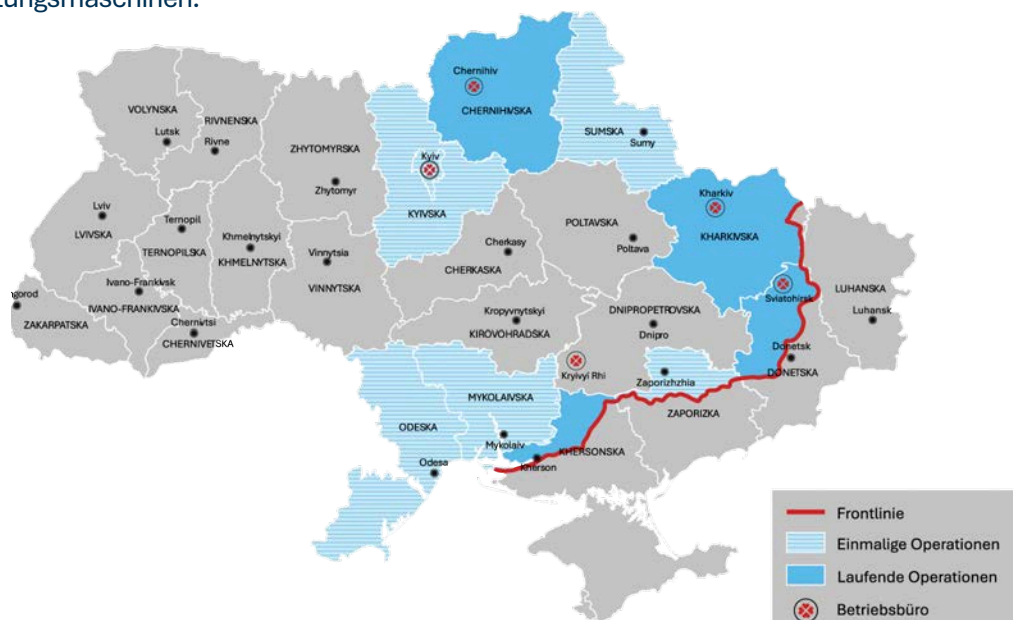 tungsmaschinen.
Chernihiv
CHERNIHIVSKA
VOLYNSKA
Lutsk
RIVNENSKA
Rivne
ZHYTOMYRSKA
Zhytomyr
Kyiv
KYIVSKA
SUMSKA
Sumy
Kharkiv
KHARKIVSKA
Lviv
LVIVSKA
Ternopil
TERNOPILSKA
Khmelnytskyi
KHMELNYTSKA
Vinnytsia
VINNYTSKA
Cherkasy
CHERKASKA
POLTAVSKA
Poltava
Ivano-Frankivsk
IVANO-FRANKIVSKA
gorod
ZAKARPATSKA
Chernivtsi
CHERNIVETSKA
Kropyvnytskyi
KIROVOHRADSKA
DNIPROPETROVSKA
Dnipro
Sviatohirsk
LUHANSKA
Luhansk
Donetsk
DONETSKA
Kryivyi Rhi
Zaporizhzhia
ZAPORIZKA
MYKOLAIVSKA
Mykolaiv
ODESKA
Odesa
KHERSONSKA
Kherson
Frontlinie
Einmalige Operationen
Laufende Operationen
Betriebsbüro